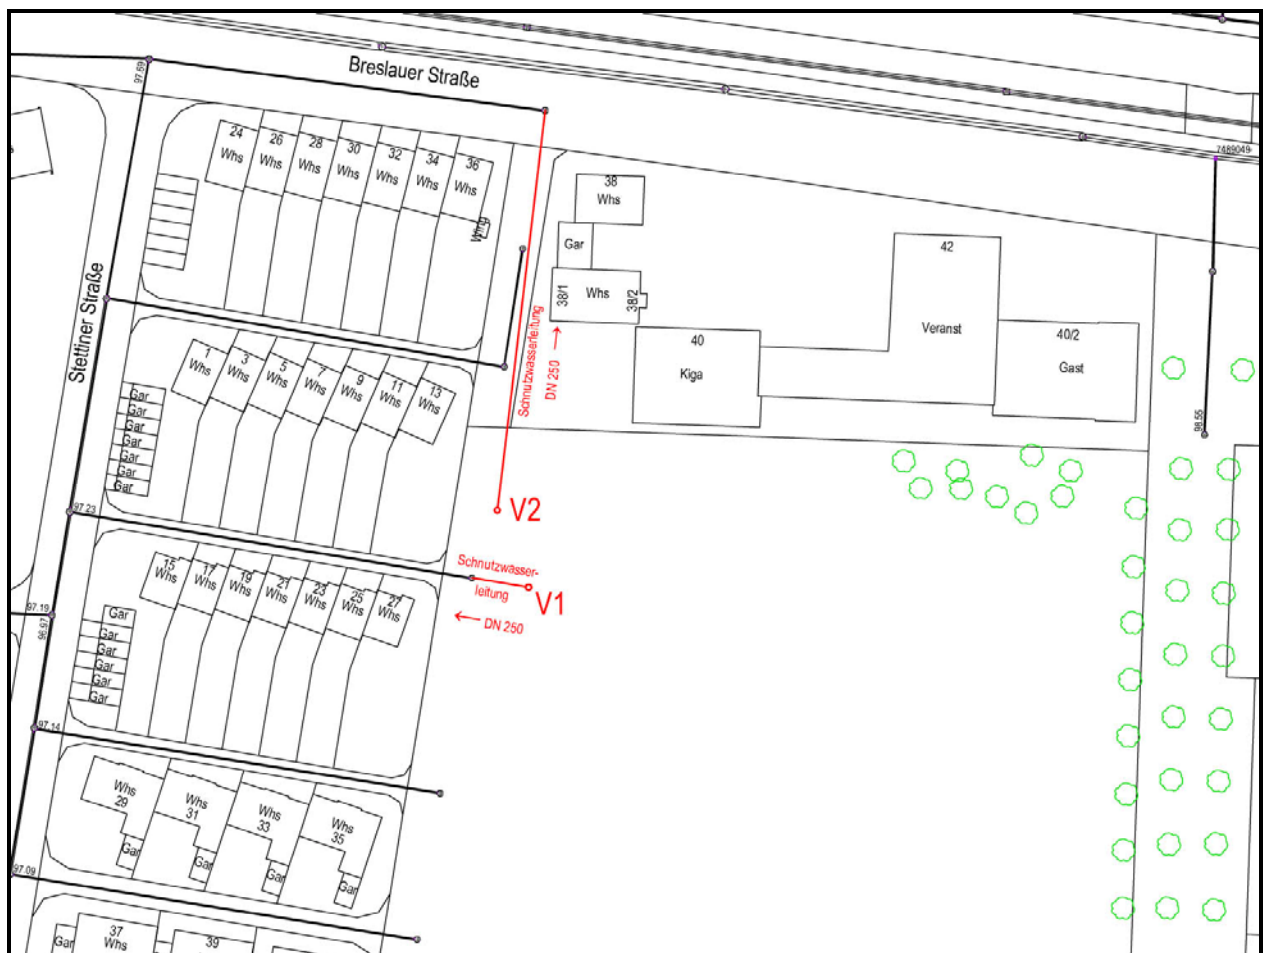 Breslauer Straße
97.69
7489049
24
Whs
26
Whs
28
Whs
30
Whs
32
Whs
34
Whs
36
Whs
38
Whs
Gar
38/1
Whs
38/2
42
Veranst
40
Kiga
40/2
Gast
98.55
Stettiner Straße
Schnutzwasserleitung
DN 250
1
Whs
3
Whs
5
Whs
7
Whs
9
Whs
11
Whs
13
Whs
Gar
Gar
Gar
Gar
Gar
Gar
Gar
V2
97.23
Schnutzwasser-
leitung
V1
DN 250
15
Whs
17
Whs
19
Whs
21
Whs
23
Whs
25
Whs
27
Whs
97.19
96.97
Gar
Gar
Gar
Gar
Gar
Gar
97.14
Whs
29
Whs
31
Whs
33
Whs
35
Gar
Gar
Gar
Gar
97.09
37
Whs
39
Gar